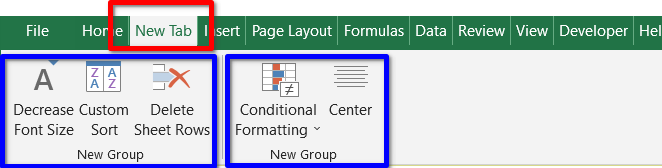 File Home New Tab Insert Page Layout Formulas Data Review View Developer Hel
A Z A Z A Z
Decrease Custom Delete Conditional Center
Font Size Sort Sheet Rows Formatting
New Group New Group